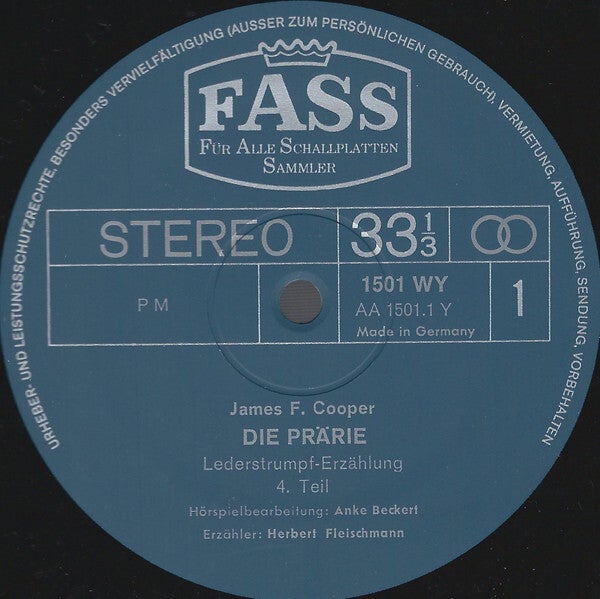 URHEBER- UND LEISTUNGSSCHUTZRECHTE, BESONDERS VERVIELFÄLTIGUNG (AUSSER ZUM PERSÖNLICHEN GEBRAUCH), VERMIETUNG, AUFFÜHRUNG, SENDUNG, VORBEHALTEN
FASS
FÜR ALLE SCHALLPLATTEN
SAMMLER
STEREO
33 1/3
P M
1501 WY
AA 1501.1 Y
Made in Germany
1
James F. Cooper
DIE PRÄRIE
Lederstrumpf-Erzählung
4. Teil
Hörspielbearbeitung: Anke Beckert
Erzähler: Herbert Fleischmann